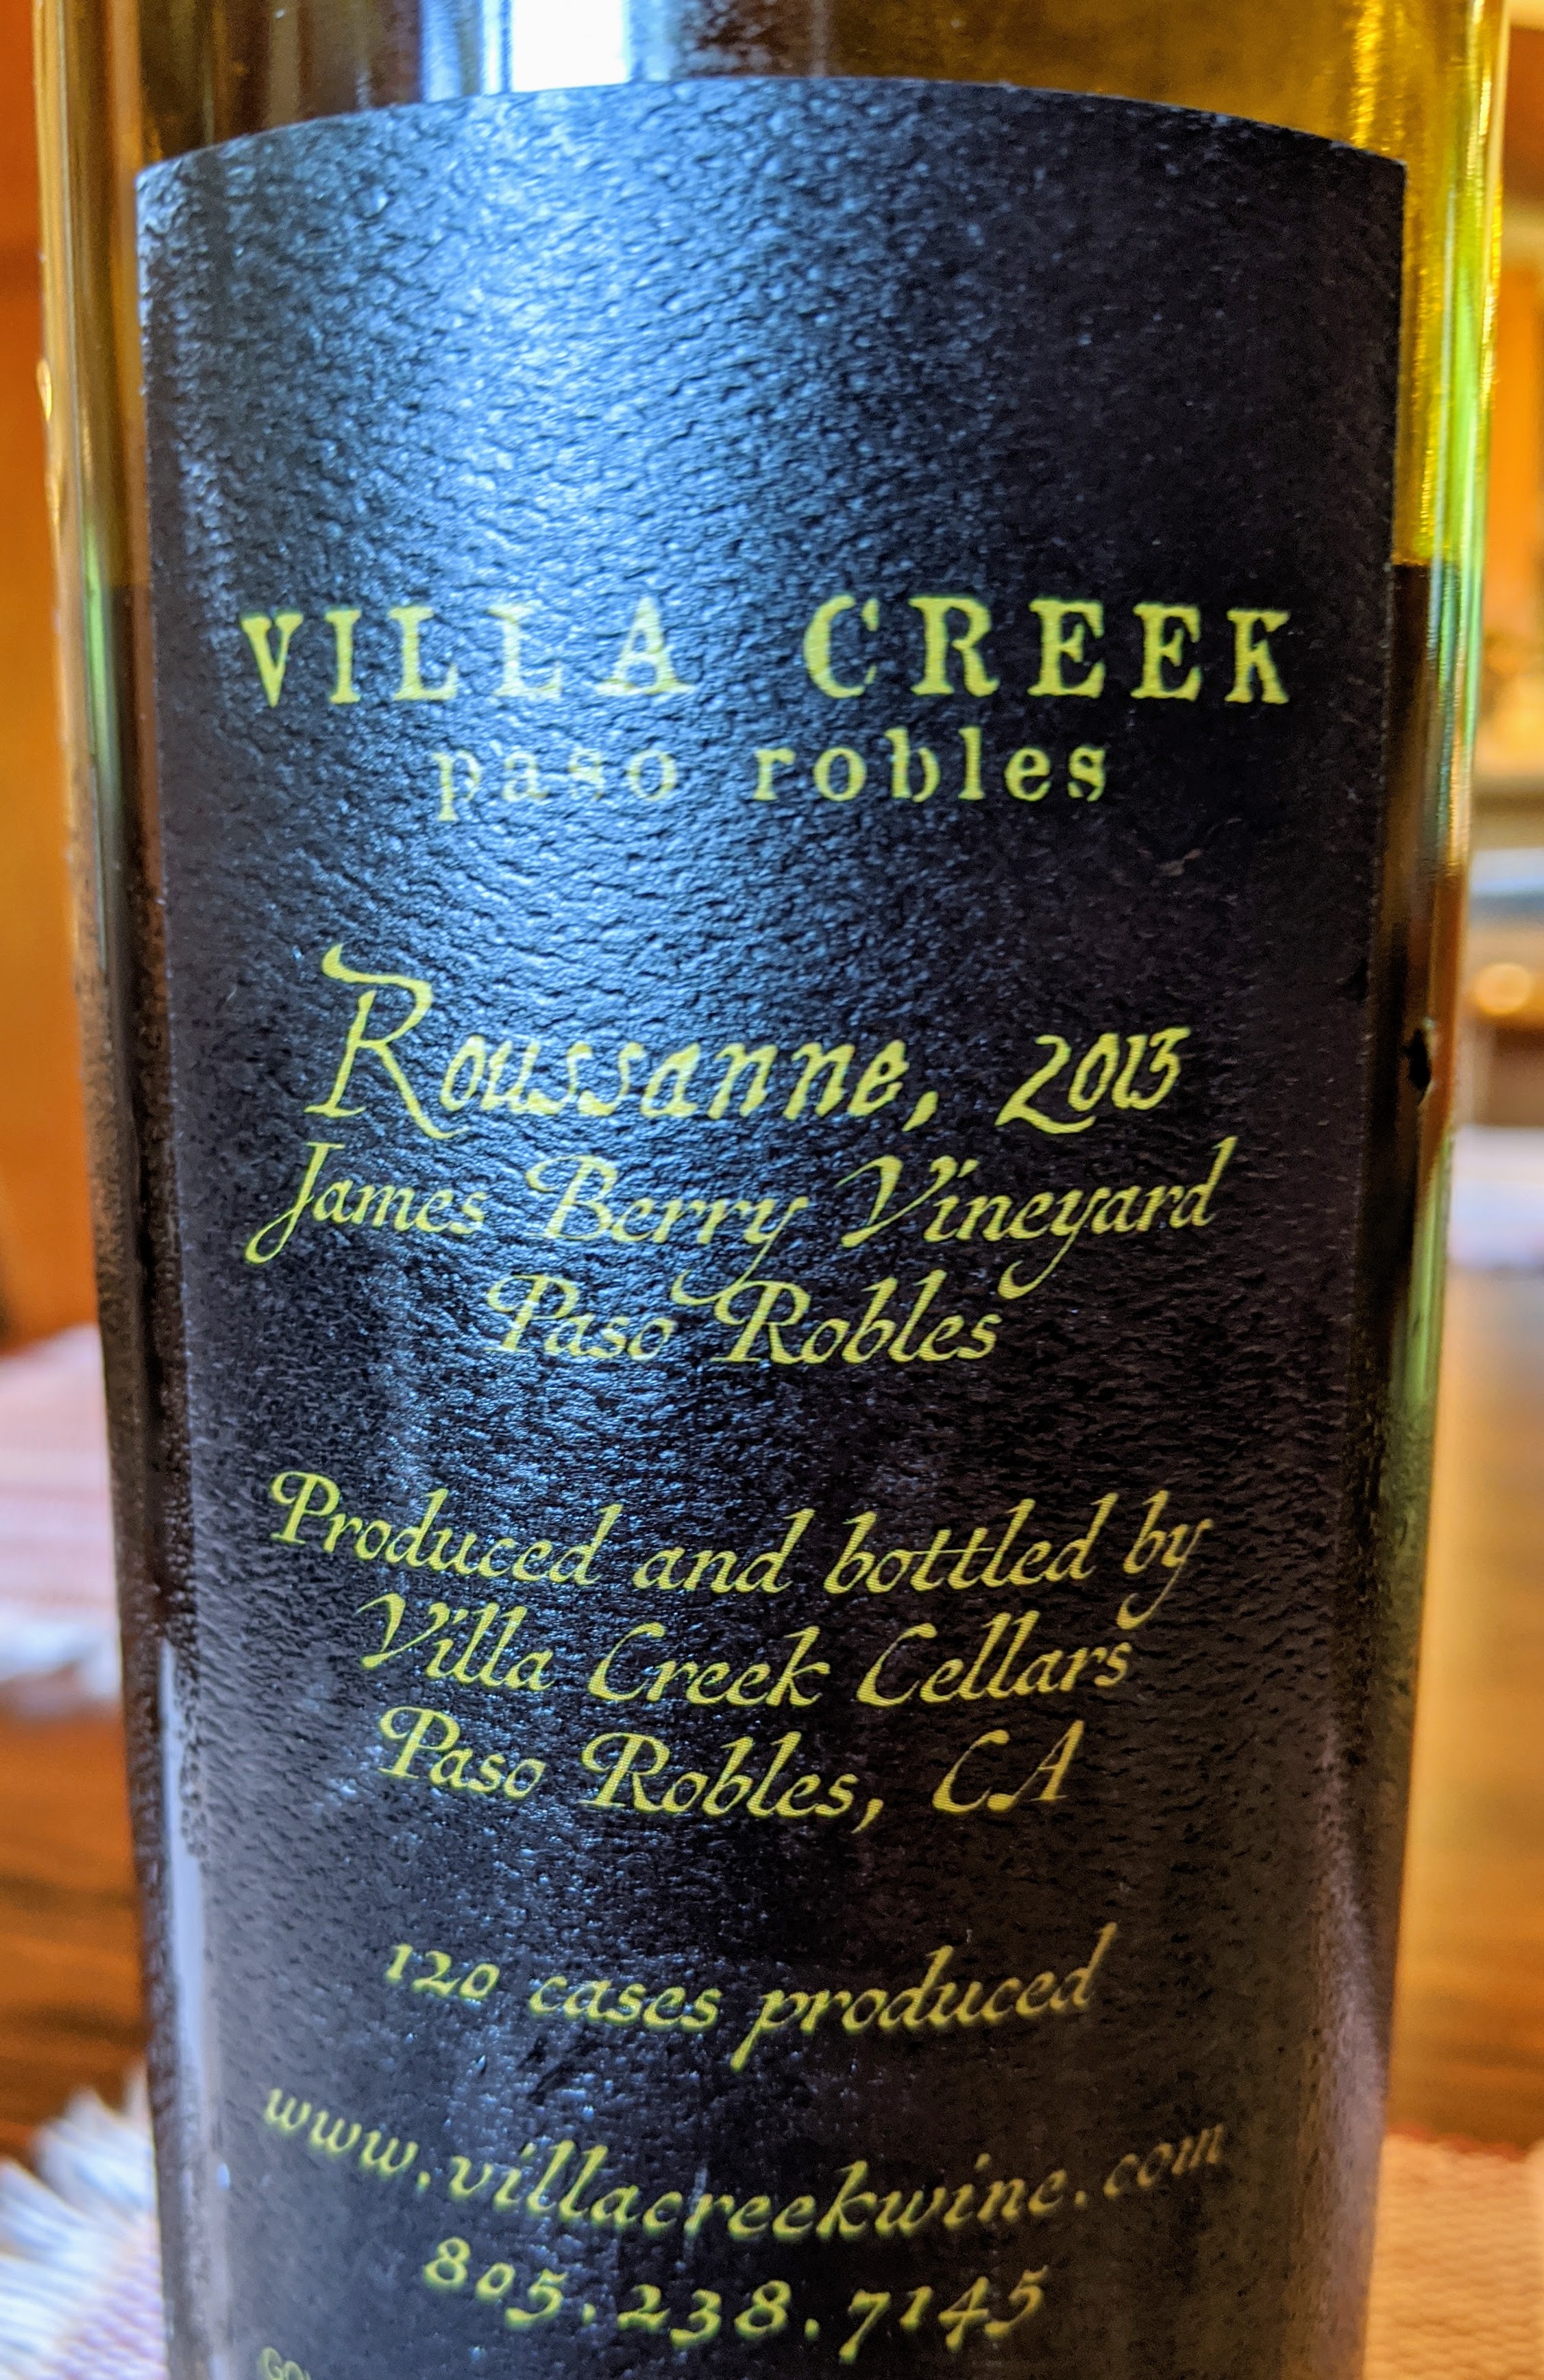 VILLA CREEK
paso robles
Roussanne, 2013
James Berry Vineyard
Paso Robles
Produced and bottled by
Villa Creek Cellars
Paso Robles, CA
120 cases produced
www.villacreekwine.com
805.238.7145